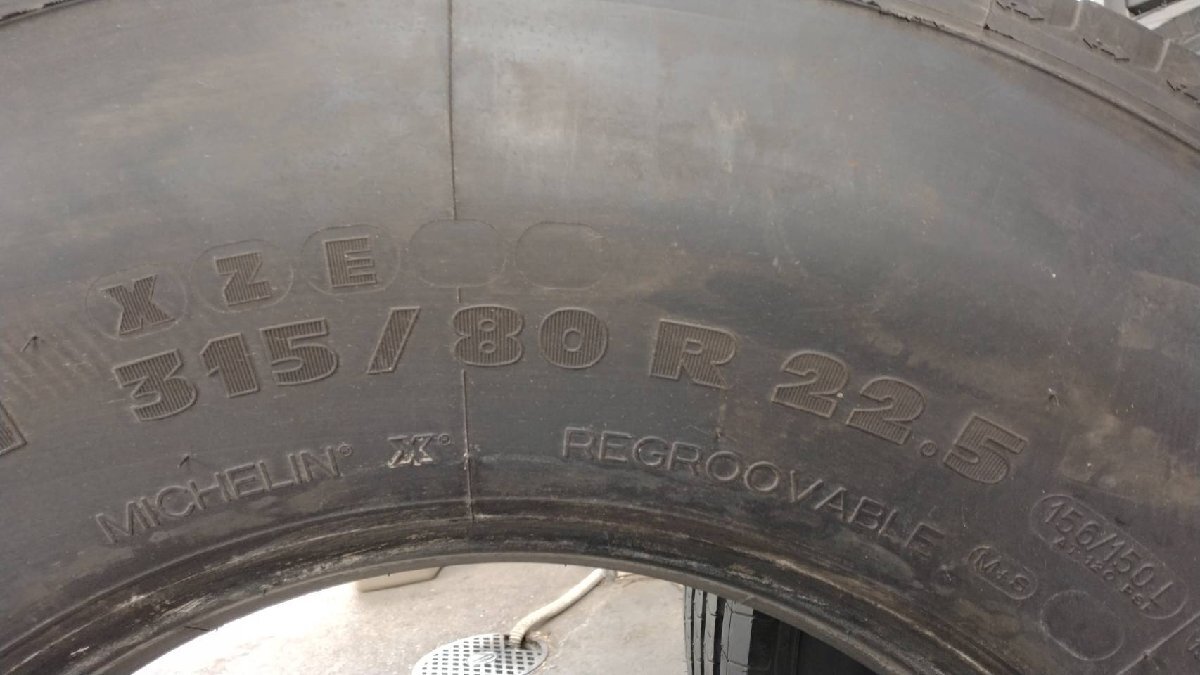 XZE
315/80 R 22.5
MICHELIN® X® REGROOVABLE M+S
156/150L